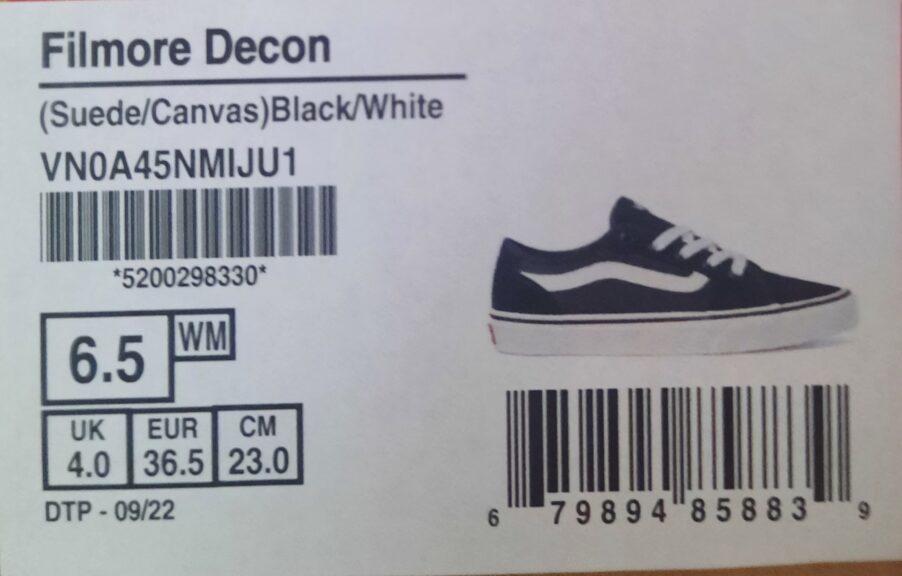 Filmore Decon
(Suede/Canvas)Black/White
VN0A45NMIJU1
*5200298330*
6.5 WM
UK EUR CM
4.0 36.5 23.0
DTP - 09/22
6 79894 85883 9